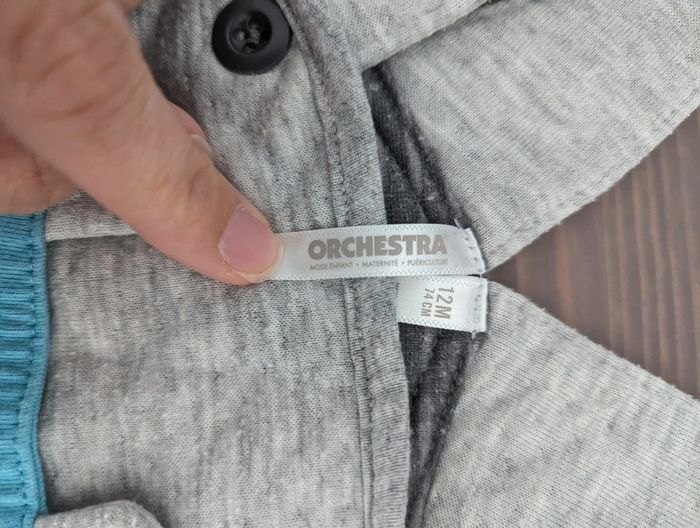 ORCHESTRA
MODE ENFANT • MATERNITÉ • PUÉRICULTURE
12M
74 CM